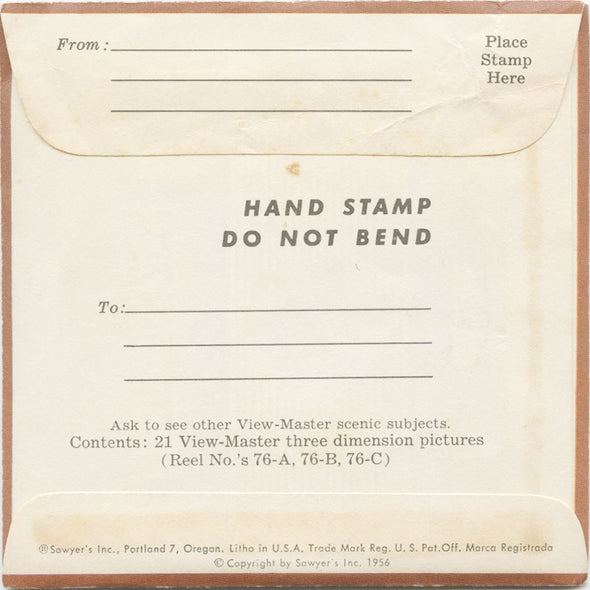 From:
Place
Stamp
Here
HAND STAMP
DO NOT BEND
To:
Ask to see other View-Master scenic subjects.
Contents: 21 View-Master three dimension pictures
(Reel No.'s 76-A, 76-B, 76-C)
®Sawyer's Inc., Portland 7, Oregon. Litho in U.S.A. Trade Mark Reg. U. S. Pat. Off. Marca Registrada
© Copyright by Sawyer's Inc. 1956